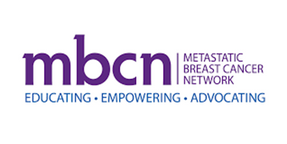 mbcn
METASTATIC
BREAST CANCER
NETWORK
EDUCATING • EMPOWERING • ADVOCATING